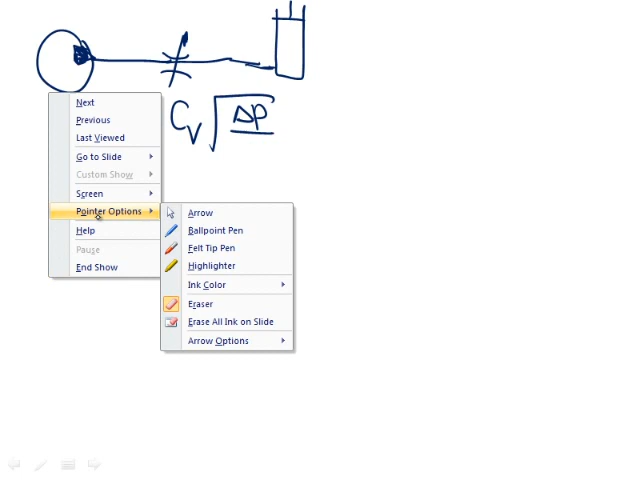 Cv√ΔP
Next
Previous
Last Viewed
Go to Slide
Custom Show
Screen
Pointer Options
Help
Pause
End Show
Arrow
Ballpoint Pen
Felt Tip Pen
Highlighter
Ink Color
Eraser
Erase All Ink on Slide
Arrow Options